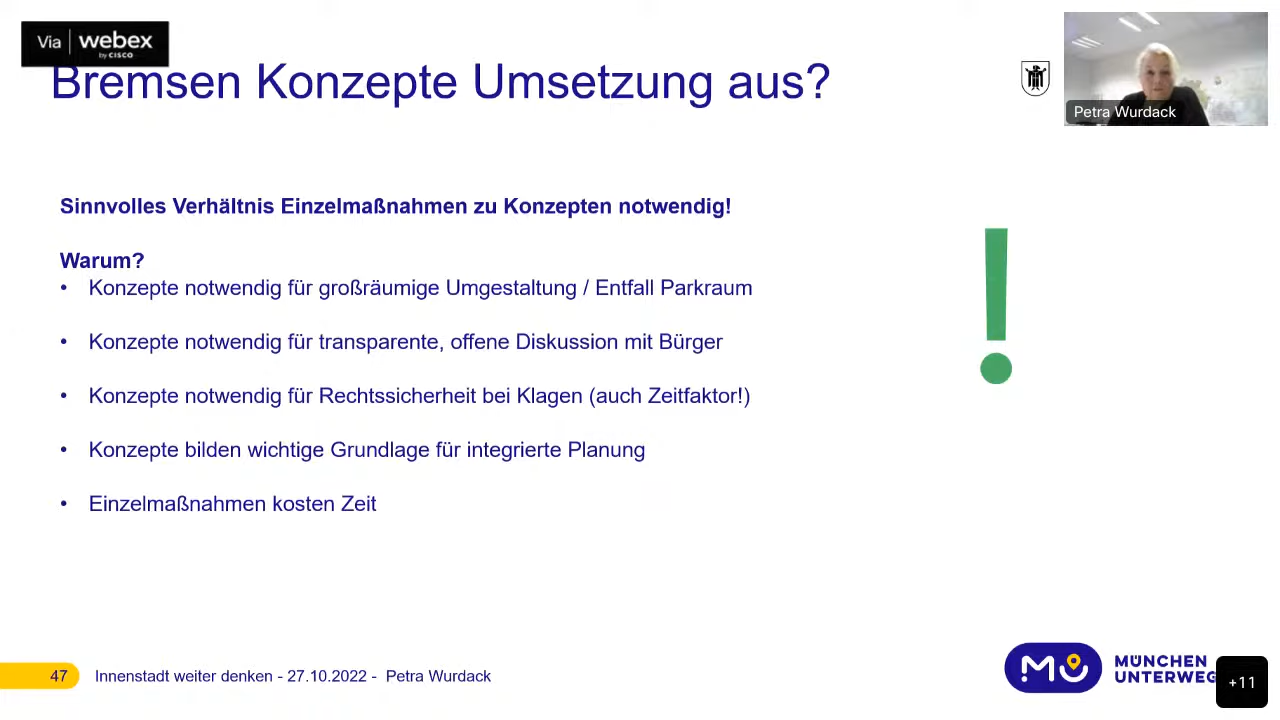 Via webex
by CISCO
Bremsen Konzepte Umsetzung aus?
Petra Wurdack
Sinnvolles Verhältnis Einzelmaßnahmen zu Konzepten notwendig!
Warum?
• Konzepte notwendig für großräumige Umgestaltung / Entfall Parkraum
• Konzepte notwendig für transparente, offene Diskussion mit Bürger
• Konzepte notwendig für Rechtssicherheit bei Klagen (auch Zeitfaktor!)
• Konzepte bilden wichtige Grundlage für integrierte Planung
• Einzelmaßnahmen kosten Zeit
!
47 Innenstadt weiter denken - 27.10.2022 - Petra Wurdack
MÜNCHEN
UNTERWEGS
+11